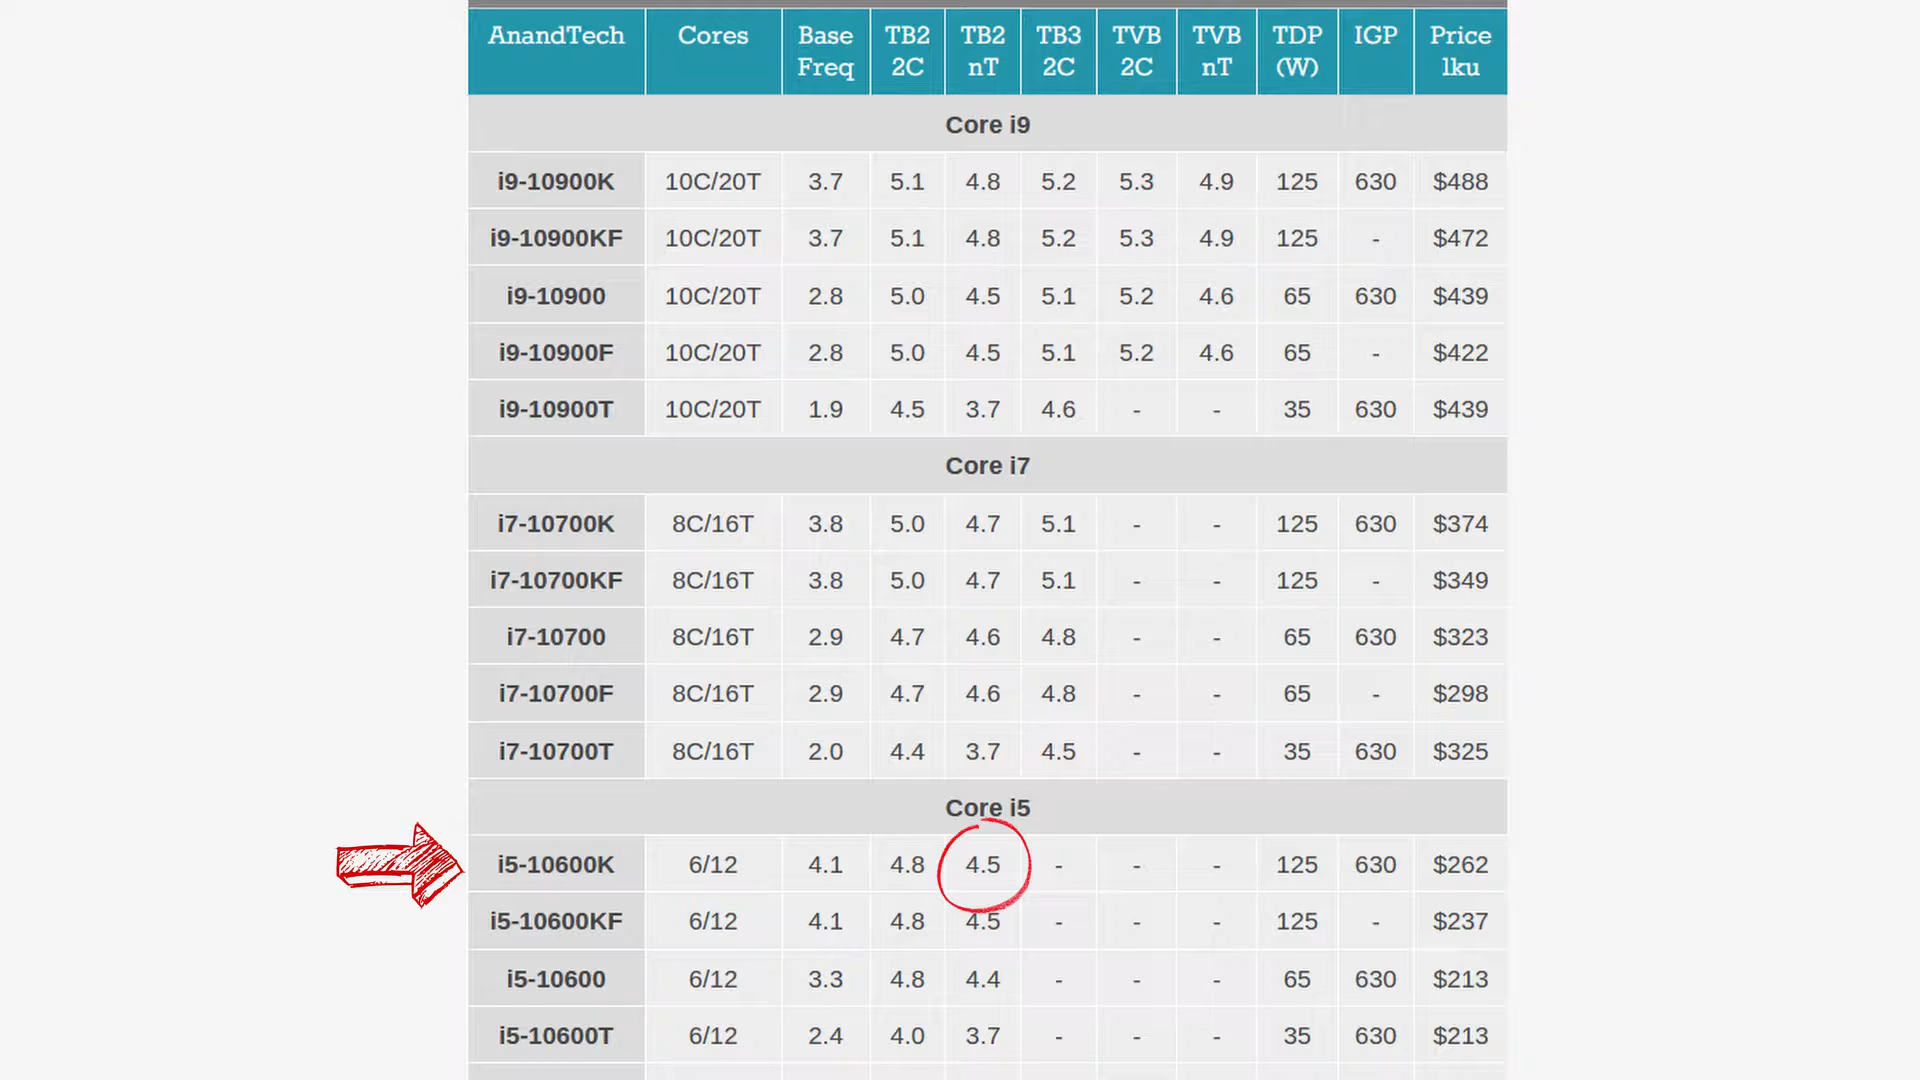 AnandTech Cores Base Freq TB2 2C TB2 nT TB3 2C TVB 2C TVB nT TDP (W) IGP Price 1ku
Core i9
i9-10900K 10C/20T 3.7 5.1 4.8 5.2 5.3 4.9 125 630 $488
i9-10900KF 10C/20T 3.7 5.1 4.8 5.2 5.3 4.9 125 - $472
i9-10900 10C/20T 2.8 5.0 4.5 5.1 5.2 4.6 65 630 $439
i9-10900F 10C/20T 2.8 5.0 4.5 5.1 5.2 4.6 65 - $422
i9-10900T 10C/20T 1.9 4.5 3.7 4.6 - - 35 630 $439
Core i7
i7-10700K 8C/16T 3.8 5.0 4.7 5.1 - - 125 630 $374
i7-10700KF 8C/16T 3.8 5.0 4.7 5.1 - - 125 - $349
i7-10700 8C/16T 2.9 4.7 4.6 4.8 - - 65 630 $323
i7-10700F 8C/16T 2.9 4.7 4.6 4.8 - - 65 - $298
i7-10700T 8C/16T 2.0 4.4 3.7 4.5 - - 35 630 $325
Core i5
i5-10600K 6/12 4.1 4.8 4.5 - - - 125 630 $262
i5-10600KF 6/12 4.1 4.8 4.5 - - - 125 - $237
i5-10600 6/12 3.3 4.8 4.4 - - - 65 630 $213
i5-10600T 6/12 2.4 4.0 3.7 - - - 35 630 $213